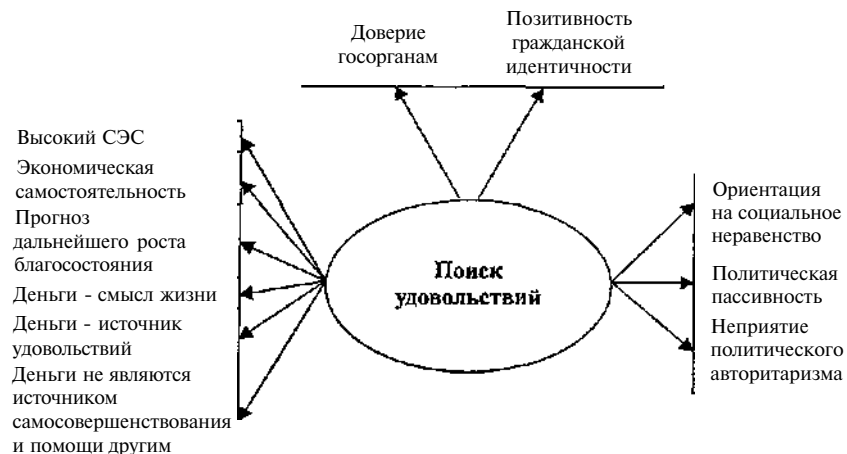 Доверие
госорганам
Позитивность
гражданской
идентичности
Высокий СЭС
Экономическая
самостоятельность
Прогноз
дальнейшего роста
благосостояния
Деньги - смысл жизни
Деньги - источник
удовольствий
Деньги не являются
источником
самосовершенствования
и помощи другим
Поиск
удовольствий
Ориентация
на социальное
неравенство
Политическая
пассивность
Неприятие
политического
авторитаризма